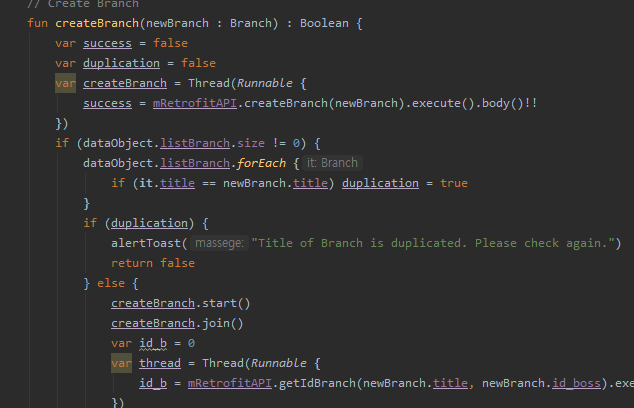 // Create Branch
fun createBranch(newBranch : Branch) : Boolean {
var success = false
var duplication = false
var createBranch = Thread(Runnable {
success = mRetrofitAPI.createBranch(newBranch).execute().body()!!
})
if (dataObject.listBranch.size != 0) {
dataObject.listBranch.forEach { it: Branch
if (it.title == newBranch.title) duplication = true
}
if (duplication) {
alertToast( massege: "Title of Branch is duplicated. Please check again.")
return false
} else {
createBranch.start()
createBranch.join()
var id_b = 0
var thread = Thread(Runnable {
id_b = mRetrofitAPI.getIdBranch(newBranch.title, newBranch.id_boss).exe
})